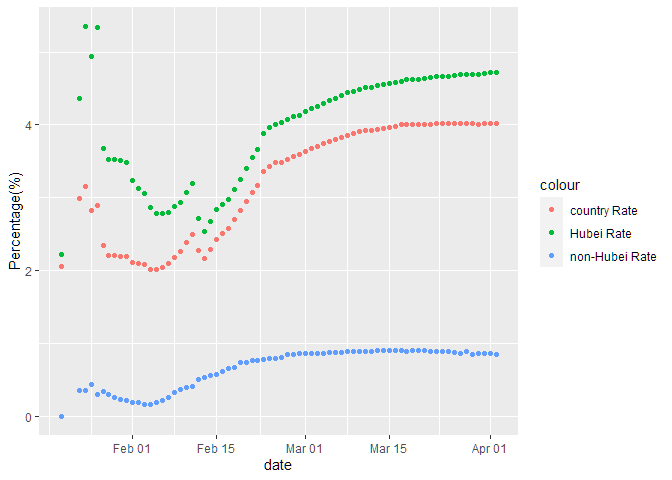 Percentage(%)
4
2
0
Feb 01
Feb 15
Mar 01
Mar 15
Apr 01
date
colour
country Rate
Hubei Rate
non-Hubei Rate